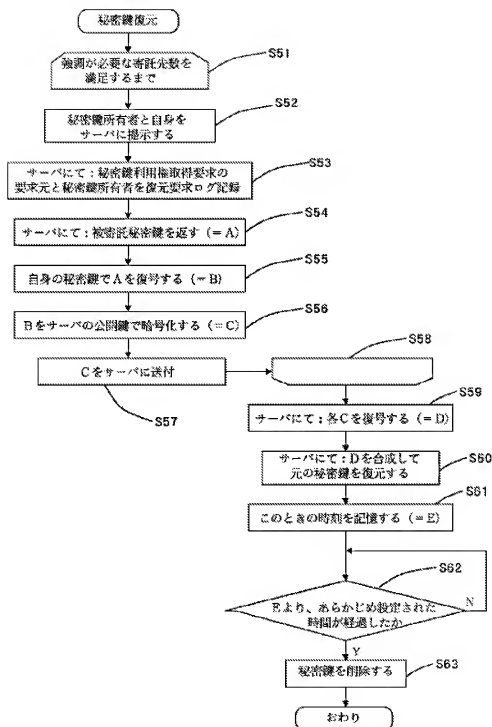 秘密鍵復元
S51
強調が必要な寄託先数を
満足するまで
S52
秘密鍵所有者と自身を
サーバに提示する
S53
サーバにて：秘密鍵利用権取得要求の
要求元と秘密鍵所有者を復元要求ログ記録
S54
サーバにて：被寄託秘密鍵を返す（＝A）
S55
自身の秘密鍵でAを復号する（＝B）
S56
Bをサーバの公開鍵で暗号化する（＝C）
S57
Cをサーバに送付
S58
S59
サーバにて：各Cを復号する（＝D）
S60
サーバにて：Dを合成して
元の秘密鍵を復元する
S61
このときの時刻を記憶する（＝E）
S62
Eより、あらかじめ設定された
時間が経過したか
N
Y
S63
秘密鍵を削除する
おわり